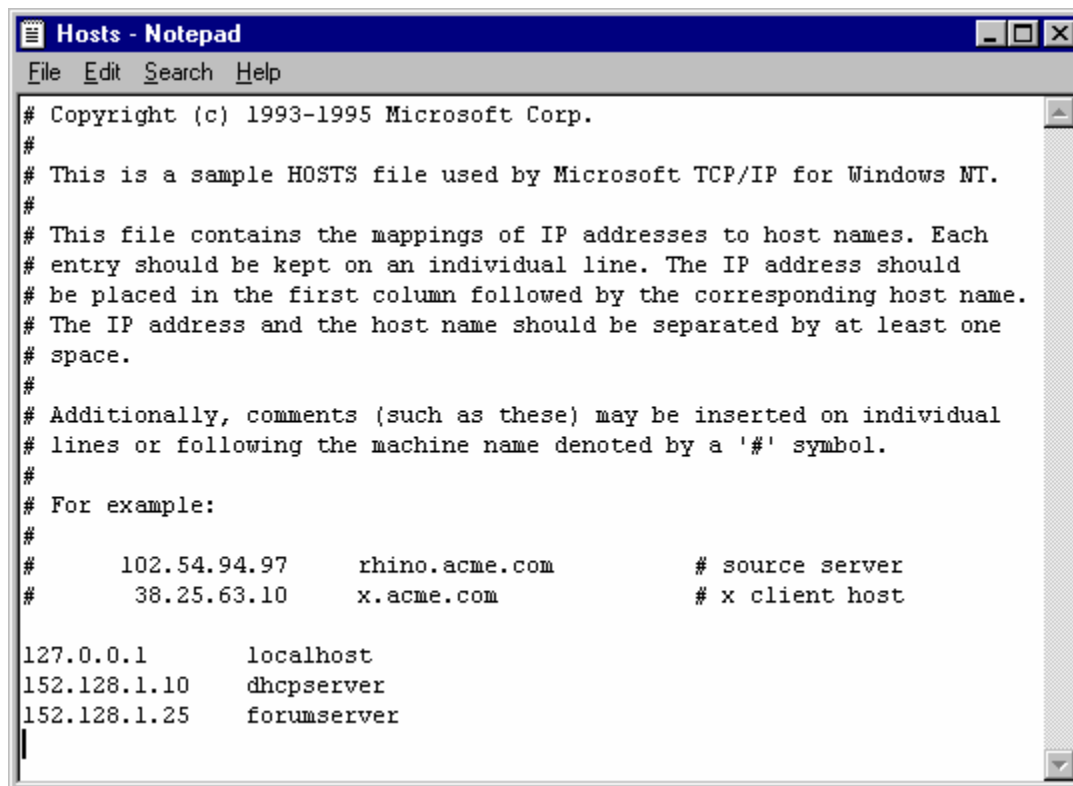 Hosts - Notepad
File Edit Search Help
# Copyright (c) 1993-1995 Microsoft Corp.
#
# This is a sample HOSTS file used by Microsoft TCP/IP for Windows NT.
#
# This file contains the mappings of IP addresses to host names. Each
# entry should be kept on an individual line. The IP address should
# be placed in the first column followed by the corresponding host name.
# The IP address and the host name should be separated by at least one
# space.
#
# Additionally, comments (such as these) may be inserted on individual
# lines or following the machine name denoted by a '#' symbol.
#
# For example:
#
#      102.54.94.97     rhino.acme.com          # source server
#       38.25.63.10     x.acme.com              # x client host

127.0.0.1       localhost
152.128.1.10    dhcpserver
152.128.1.25    forumserver